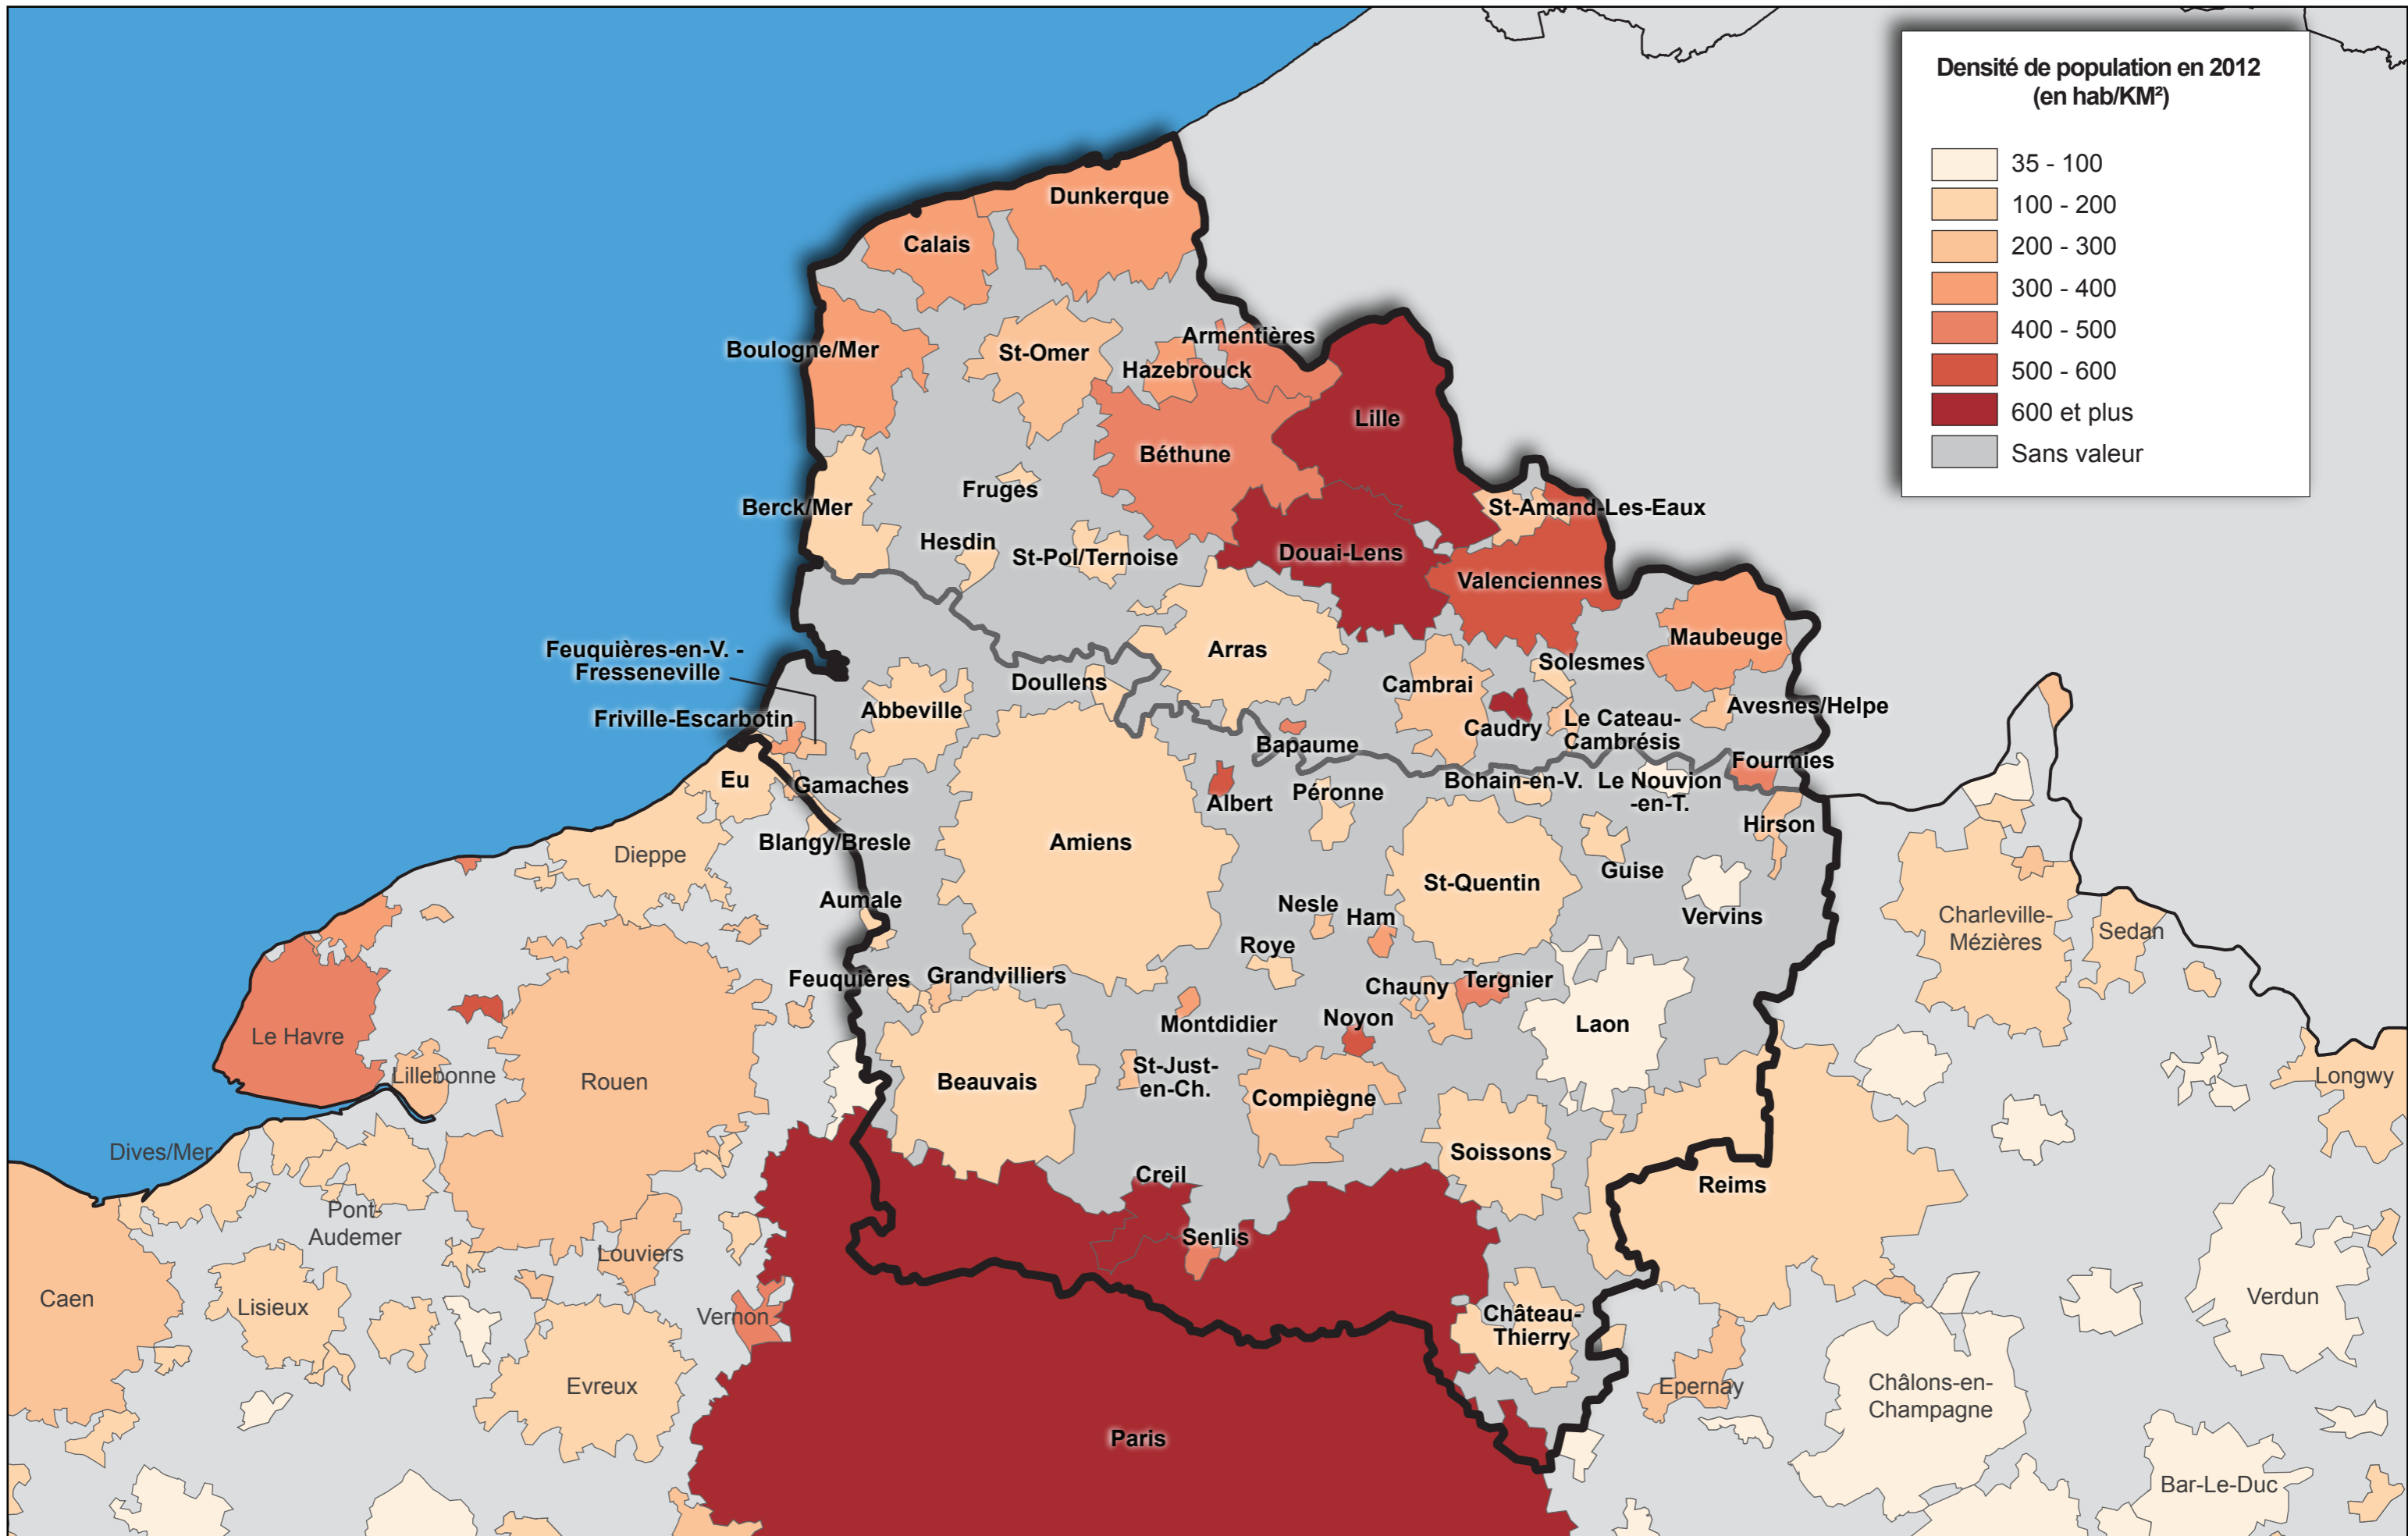 Densité de population en 2012
(en hab/KM²)
35 - 100
100 - 200
200 - 300
300 - 400
400 - 500
500 - 600
600 et plus
Sans valeur
Dunkerque
Calais
Armentières
Boulogne/Mer
St-Omer
Hazebrouck
Lille
Béthune
Fruges
Berck/Mer
St-Amand-Les-Eaux
Hesdin
St-Pol/Ternoise
Douai-Lens
Valenciennes
Maubeuge
Feuquières-en-V. -
Fresseneville
Arras
Solesmes
Doullens
Cambrai
Abbeville
Avesnes/Helpe
Friville-Escarbotin
Caudry
Le Cateau-
Cambrésis
Bapaume
Fourmies
Eu
Gamaches
Bohain-en-V.
Le Nouvion
-en-T.
Péronne
Albert
Hirson
Blangy/Bresle
Amiens
Dieppe
Guise
St-Quentin
Aumale
Nesle
Ham
Vervins
Charleville-
Mézières
Sedan
Roye
Feuquières
Grandvilliers
Chauny
Tergnier
Montdidier
Noyon
Laon
Le Havre
Lillebonne
Rouen
Beauvais
St-Just-
en-Ch.
Compiègne
Longwy
Dives/Mer
Soissons
Creil
Reims
Pont-
Audemer
Senlis
Louviers
Caen
Lisieux
Vernon
Château-
Thierry
Verdun
Evreux
Epernay
Châlons-en-
Champagne
Paris
Bar-Le-Duc